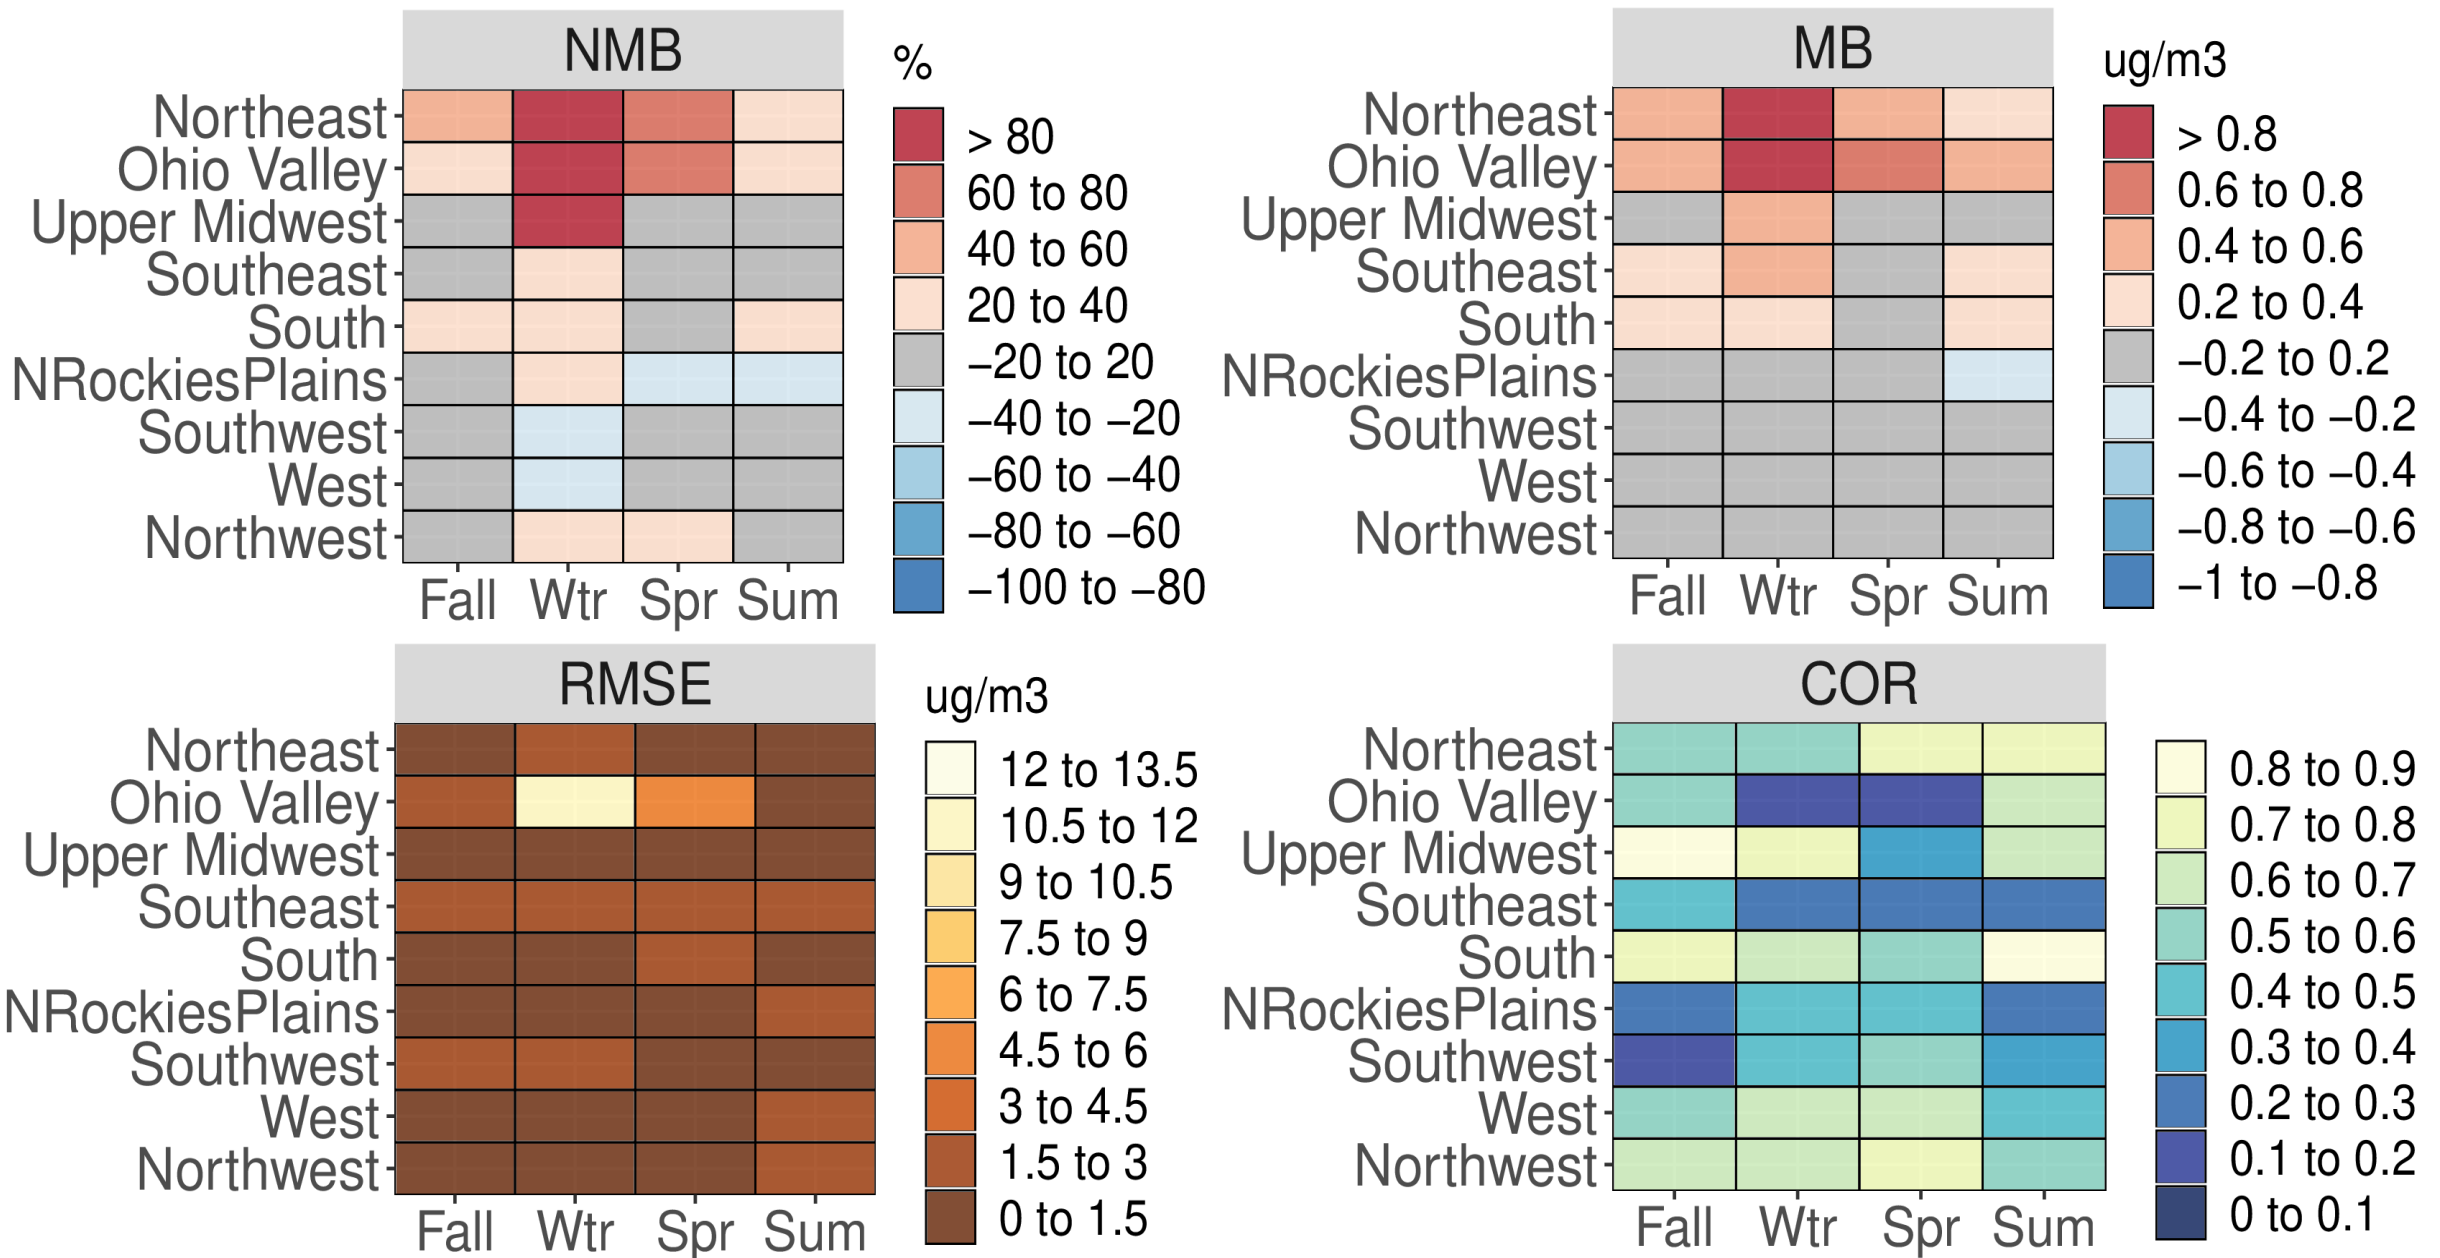 NMB
%
Northeast
Ohio Valley
Upper Midwest
Southeast
South
NRockiesPlains
Southwest
West
Northwest
Fall Wtr Spr Sum
> 80
60 to 80
40 to 60
20 to 40
−20 to 20
−40 to −20
−60 to −40
−80 to −60
−100 to −80
MB
ug/m3
Northeast
Ohio Valley
Upper Midwest
Southeast
South
NRockiesPlains
Southwest
West
Northwest
Fall Wtr Spr Sum
> 0.8
0.6 to 0.8
0.4 to 0.6
0.2 to 0.4
−0.2 to 0.2
−0.4 to −0.2
−0.6 to −0.4
−0.8 to −0.6
−1 to −0.8
RMSE
ug/m3
Northeast
Ohio Valley
Upper Midwest
Southeast
South
NRockiesPlains
Southwest
West
Northwest
Fall Wtr Spr Sum
12 to 13.5
10.5 to 12
9 to 10.5
7.5 to 9
6 to 7.5
4.5 to 6
3 to 4.5
1.5 to 3
0 to 1.5
COR
Northeast
Ohio Valley
Upper Midwest
Southeast
South
NRockiesPlains
Southwest
West
Northwest
Fall Wtr Spr Sum
0.8 to 0.9
0.7 to 0.8
0.6 to 0.7
0.5 to 0.6
0.4 to 0.5
0.3 to 0.4
0.2 to 0.3
0.1 to 0.2
0 to 0.1